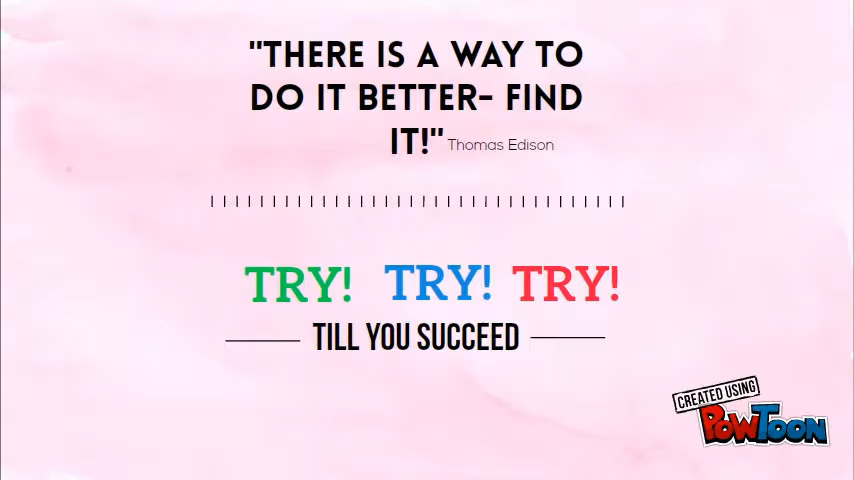 "THERE IS A WAY TO
DO IT BETTER- FIND
IT!" Thomas Edison
TRY! TRY! TRY!
TILL YOU SUCCEED
CREATED USING
POWTOON